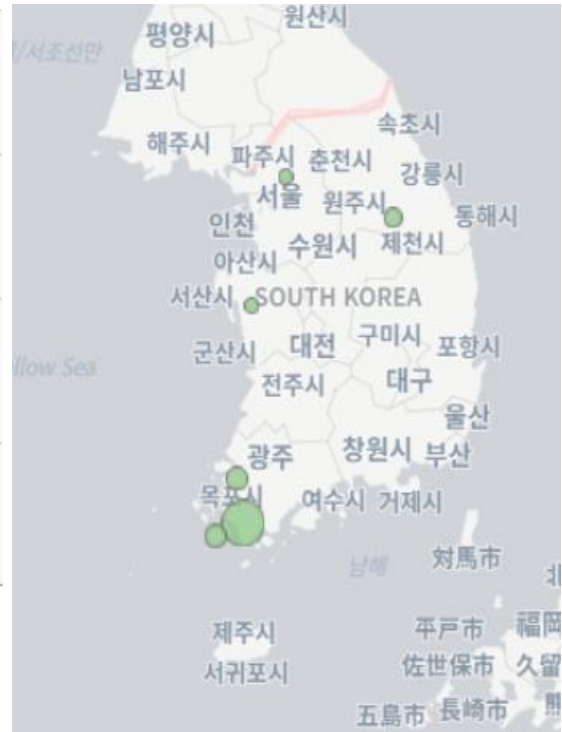 원산시
평양시
/서조선만
남포시
속초시
해주시
파주시
춘천시
강릉시
서울
원주시
동해시
인천
수원시
제천시
아산시
서산시
SOUTH KOREA
군산시
대전
구미시
포항시
llow Sea
전주시
대구
울산
광주
창원시
부산
목포시
여수시
거제시
남해
対馬市
北
제주시
平戸市
福岡
서귀포시
佐世保市
久留
五島市
長崎市
熊